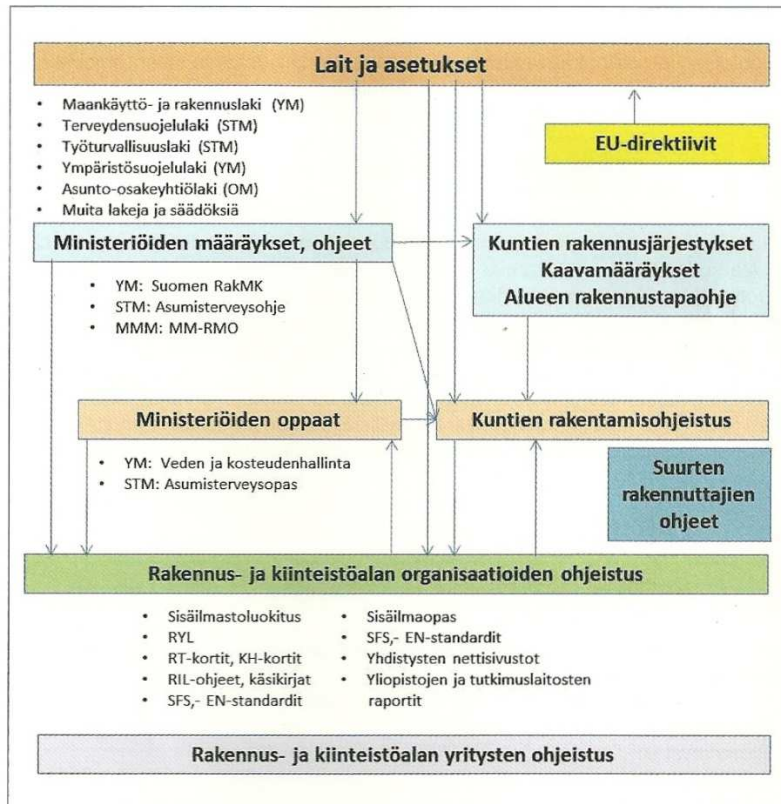 Lait ja asetukset
• Maankäyttö- ja rakennuslaki (YM)
• Terveydensuojelulaki (STM)
• Työturvallisuuslaki (STM)
• Ympäristösuojelulaki (YM)
• Asunto-osakeyhtiölaki (OM)
• Muita lakeja ja säädöksiä
EU-direktiivit
Ministeriöiden määräykset, ohjeet
• YM: Suomen RakMK
• STM: Asumisterveysohje
• MMM: MM-RMO
Kuntien rakennusjärjestykset
Kaavamääräykset
Alueen rakennustapaohje
Ministeriöiden oppaat
• YM: Veden ja kosteudenhallinta
• STM: Asumisterveysopas
Kuntien rakentamisohjeistus
Suurten
rakennuttajien
ohjeet
Rakennus- ja kiinteistöalan organisaatioiden ohjeistus
• Sisäilmastoluokitus
• RYL
• RT-kortit, KH-kortit
• RIL-ohjeet, käsikirjat
• SFS,- EN-standardit
• Sisäilmaopas
• SFS,- EN-standardit
• Yhdistysten nettisivustot
• Yliopistojen ja tutkimuslaitosten
raportit
Rakennus- ja kiinteistöalan yritysten ohjeistus